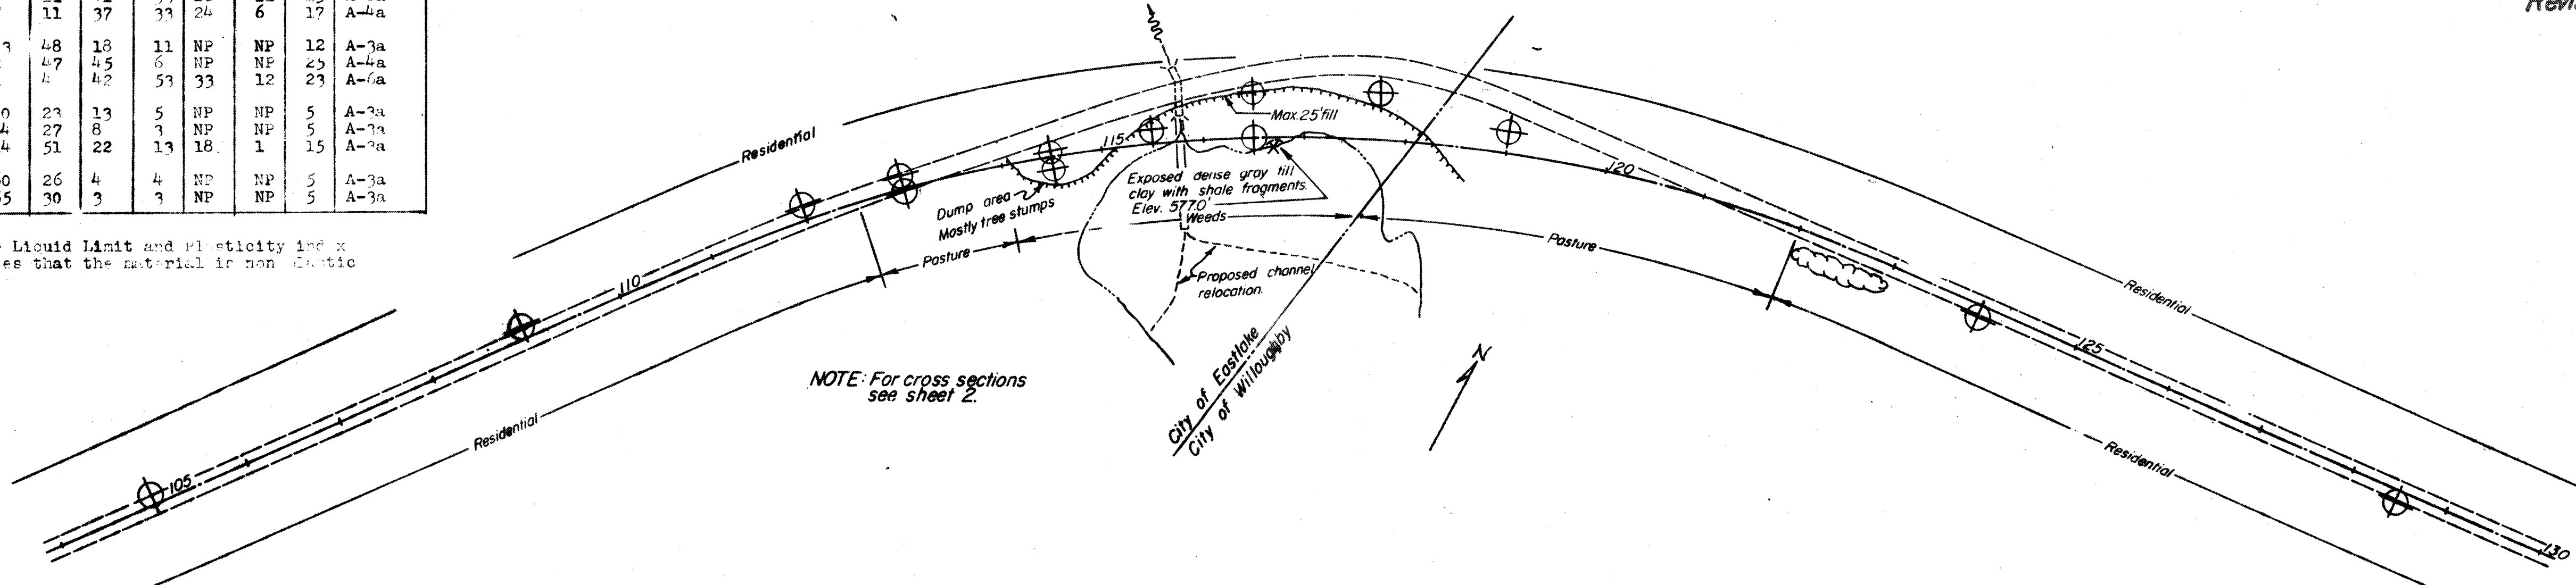 11 37 33 24 6 17 A-4a
3 48 18 11 NP NP 12 A-3a
47 45 6 NP NP 25 A-4a
4 42 53 33 12 23 A-6a
0 23 13 5 NP NP 5 A-3a
4 27 8 3 NP NP 5 A-3a
4 51 22 13 18 1 15 A-3a
0 26 4 4 NP NP 5 A-3a
5 30 3 3 NP NP 5 A-3a
Liquid Limit and Plasticity ind x
es that the material is non
Residential
Max. 25' fill
115
120
Exposed dense gray till
clay with shale fragments.
Elev. 577.0'
Weeds
Dump area
Mostly tree stumps
Pasture
Pasture
110
Proposed channel
relocation.
Residential
125
City of Eastlake
City of Willoughby
N
NOTE: For cross sections
see sheet 2.
Residential
Residential
105
130